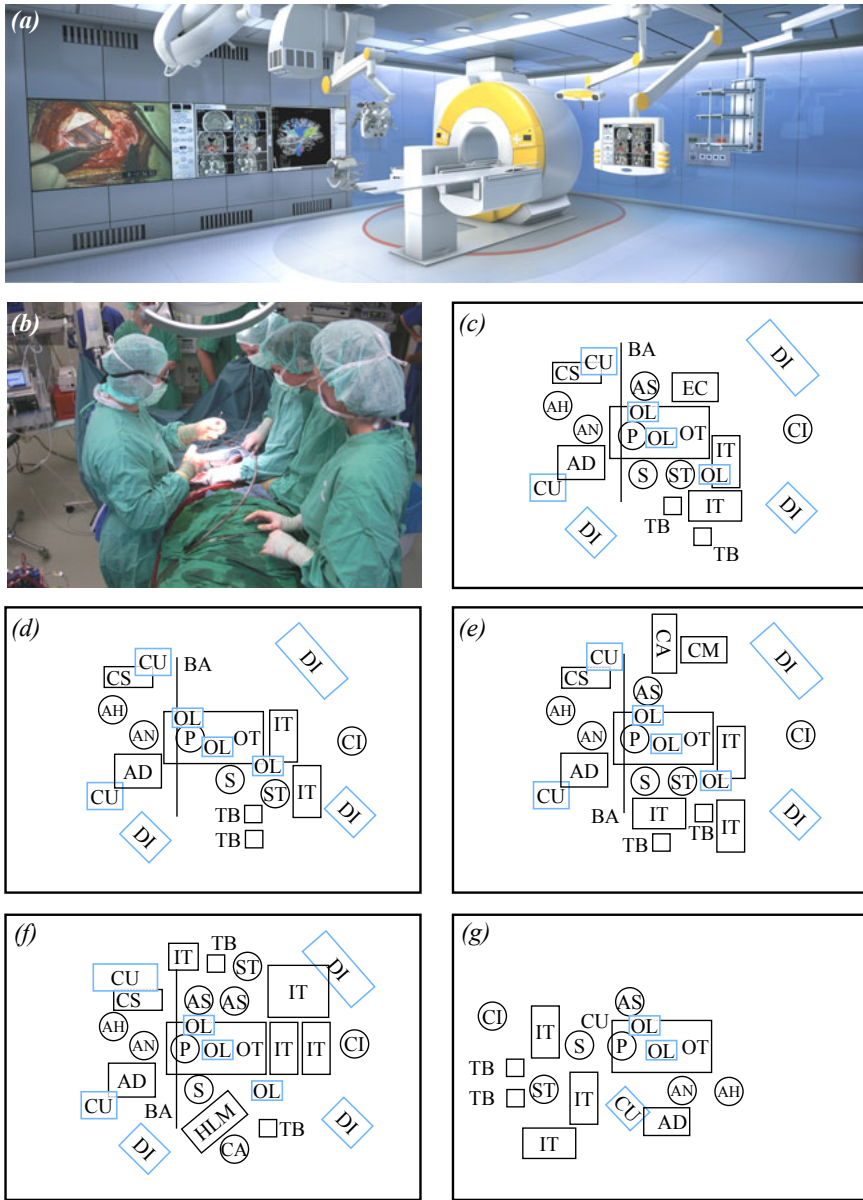 (a)
(b)
(c)
BA
DI
CU
CS
AS
EC
AH
OL
AN
P
OL
OT
CI
IT
AD
S
ST
OL
CU
IT
DI
TB
DI
TB
(d)
CU
BA
DI
CS
AH
OL
IT
AN
P
OL
OT
CI
AD
S
OL
CU
ST
IT
DI
TB
DI
TB
(e)
CA
CM
CU
DI
CS
AS
AH
OL
AN
P
OL
OT
IT
CI
AD
S
ST
OL
CU
BA
IT
TB
DI
TB
IT
(f)
IT
TB
ST
DI
CU
IT
CS
AS
AS
AH
OL
AN
P
OL
OT
IT
IT
CI
AD
S
OL
CU
BA
HLM
DI
TB
DI
CA
(g)
AS
CI
IT
CU
OL
S
P
OL
OT
TB
ST
AN
AH
TB
IT
CU
AD
IT